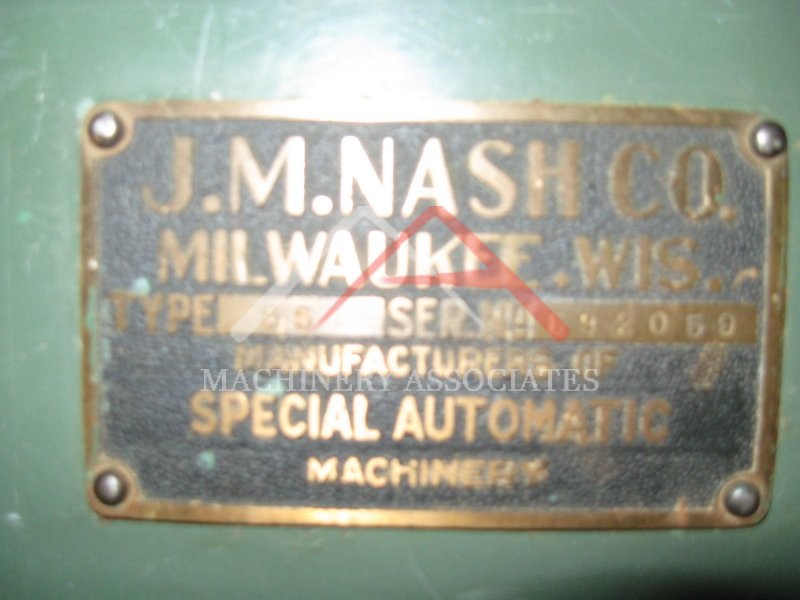 J.M.NASH CO.
MILWAUKEE.WIS.
TYPE SER.NO.
MANUFACTURERS OF
MACHINERY ASSOCIATES
SPECIAL AUTOMATIC
MACHINERY